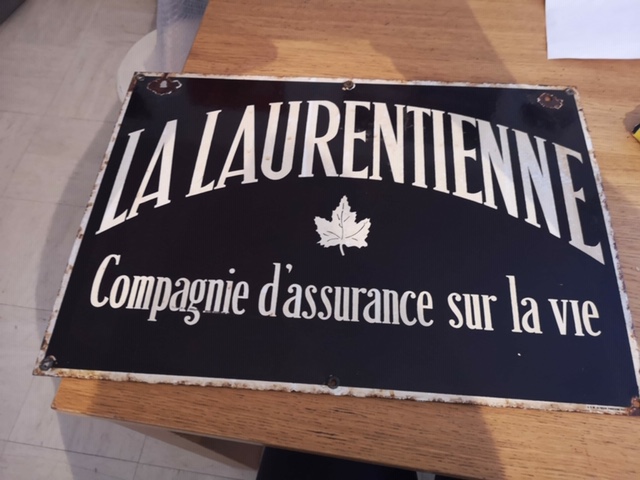 LA LAURENTIENNE
Compagnie d'assurance sur la vie